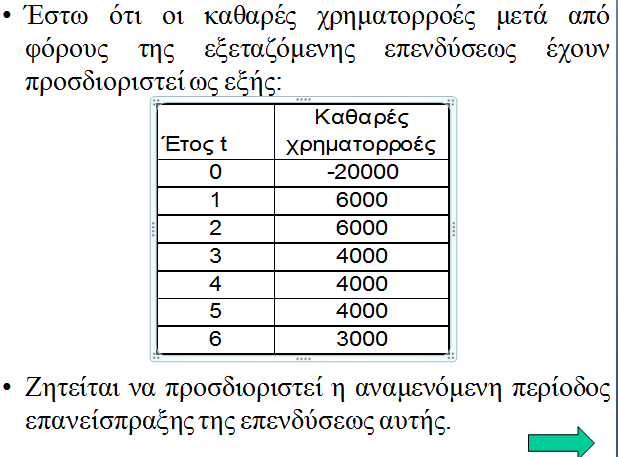 • Έστω ότι οι καθαρές χρηματορροές μετά από
φόρους της εξεταζόμενης επενδύσεως έχουν
προσδιοριστεί ως εξής:
Καθαρές
Έτος t χρηματορροές
0 -20000
1 6000
2 6000
3 4000
4 4000
5 4000
6 3000
• Ζητείται να προσδιοριστεί η αναμενόμενη περίοδος
επανείσπραξης της επενδύσεως αυτής.